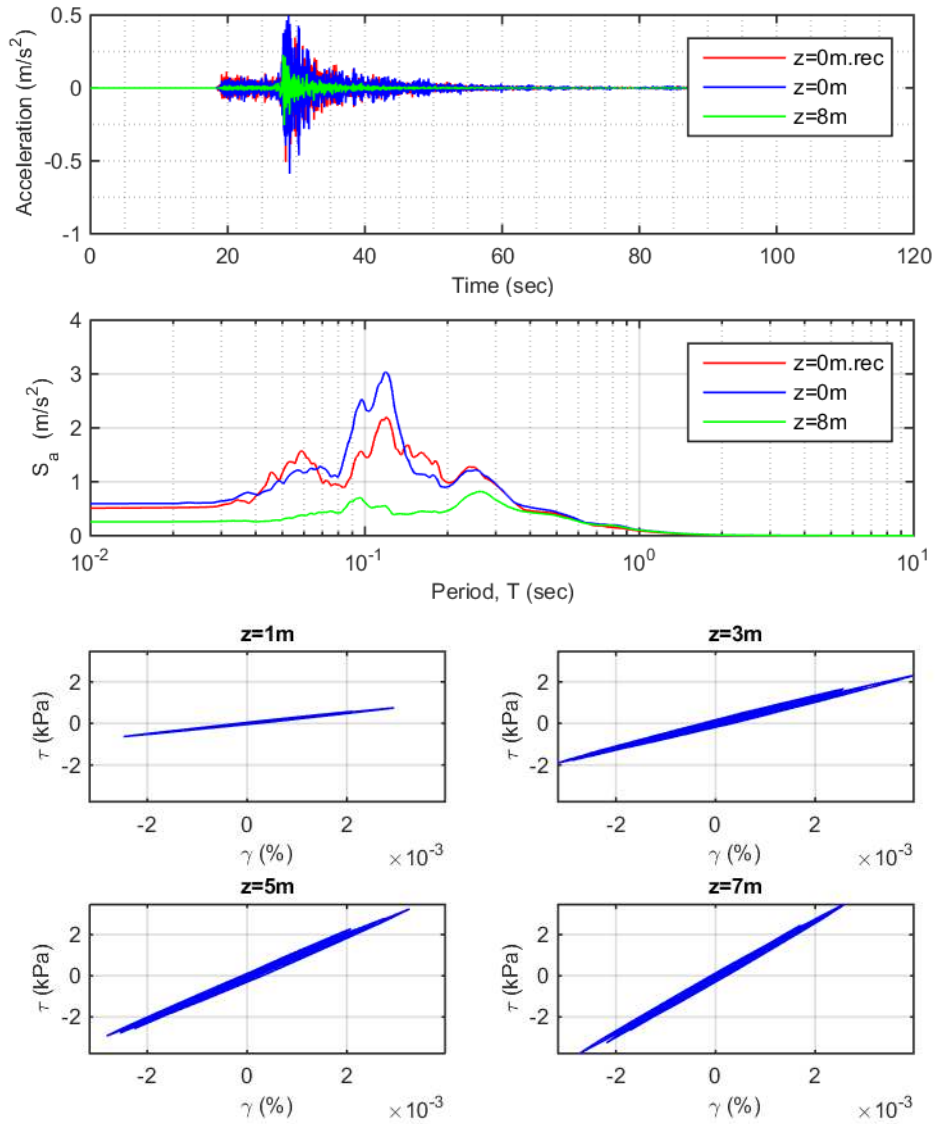 Acceleration (m/s²)
0.5
0
-0.5
-1
z=0m.rec
z=0m
z=8m
0 20 40 60 80 100 120
Time (sec)
S_a (m/s²)
4
3
2
1
0
z=0m.rec
z=0m
z=8m
10⁻² 10⁻¹ 10⁰ 10¹
Period, T (sec)
z=1m
τ (kPa)
2
0
-2
-2 0 2
γ (%) ×10⁻³
z=3m
τ (kPa)
2
0
-2
-2 0 2
γ (%) ×10⁻³
z=5m
τ (kPa)
2
0
-2
-2 0 2
γ (%) ×10⁻³
z=7m
τ (kPa)
2
0
-2
-2 0 2
γ (%) ×10⁻³